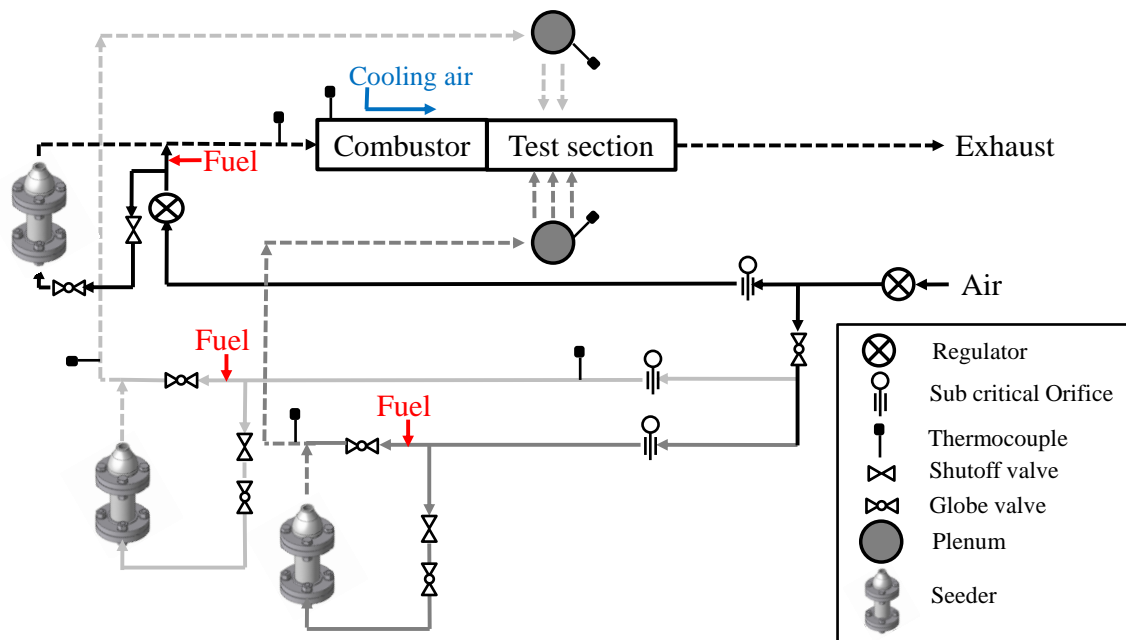 Cooling air
Combustor
Test section
Exhaust
Fuel
Air
Fuel
Fuel
Regulator
Sub critical Orifice
Thermocouple
Shutoff valve
Globe valve
Plenum
Seeder